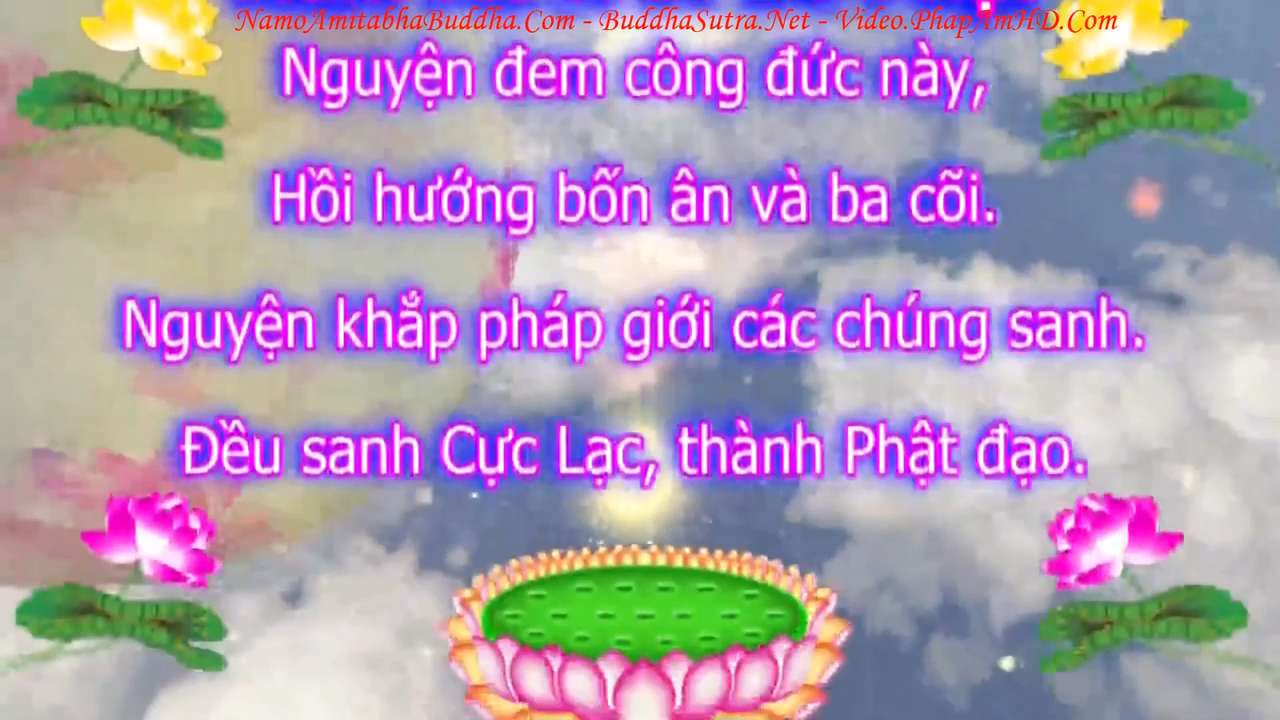 NamoAmitabhaBuddha.Com - BuddhaSutra.Net - Video.PhapAmHD.Com
Nguyện đem công đức này,
Hồi hướng bốn ân và ba cõi.
Nguyện khắp pháp giới các chúng sanh.
Đều sanh Cực Lạc, thành Phật đạo.